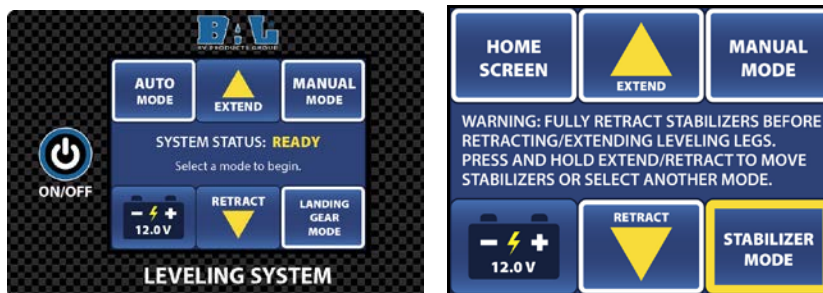 BAL
RV PRODUCTS GROUP
AUTO
MODE
EXTEND
MANUAL
MODE
SYSTEM STATUS: READY
Select a mode to begin.
ON/OFF
12.0 V
RETRACT
LANDING
GEAR
MODE
LEVELING SYSTEM
HOME
SCREEN
EXTEND
MANUAL
MODE
WARNING: FULLY RETRACT STABILIZERS BEFORE
RETRACTING/EXTENDING LEVELING LEGS.
PRESS AND HOLD EXTEND/RETRACT TO MOVE
STABILIZERS OR SELECT ANOTHER MODE.
12.0 V
RETRACT
STABILIZER
MODE